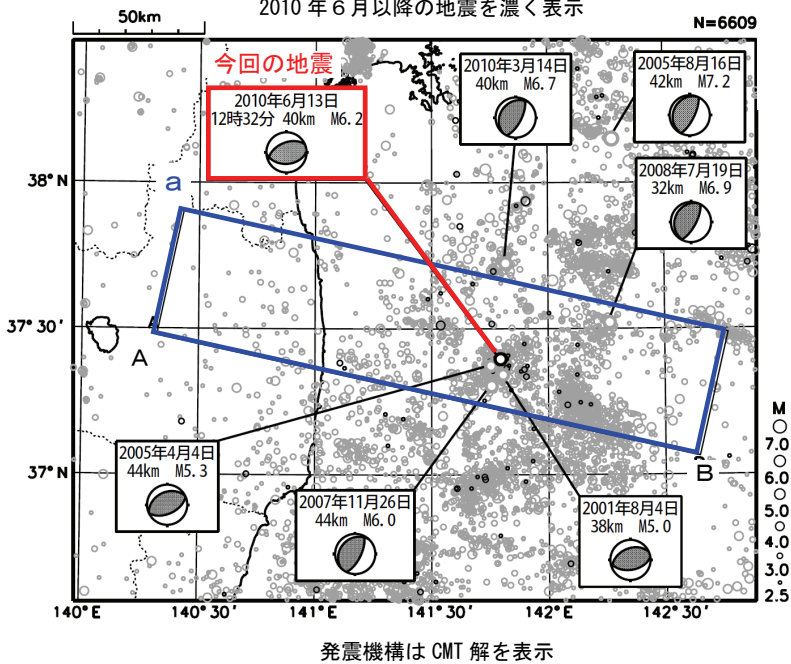 2010年6月以降の地震を濃く表示
50km
N=6609
今回の地震
2010年6月13日
12時32分 40km M6.2
2010年3月14日
40km M6.7
2005年8月16日
42km M7.2
2008年7月19日
32km M6.9
38°N
a
37°30'
A
37°N
B
2005年4月4日
44km M5.3
2007年11月26日
44km M6.0
2001年8月4日
38km M5.0
M
7.0
6.0
5.0
4.0
3.0
2.5
140°E
140°30'
141°E
141°30'
142°E
142°30'
発震機構は CMT 解を表示